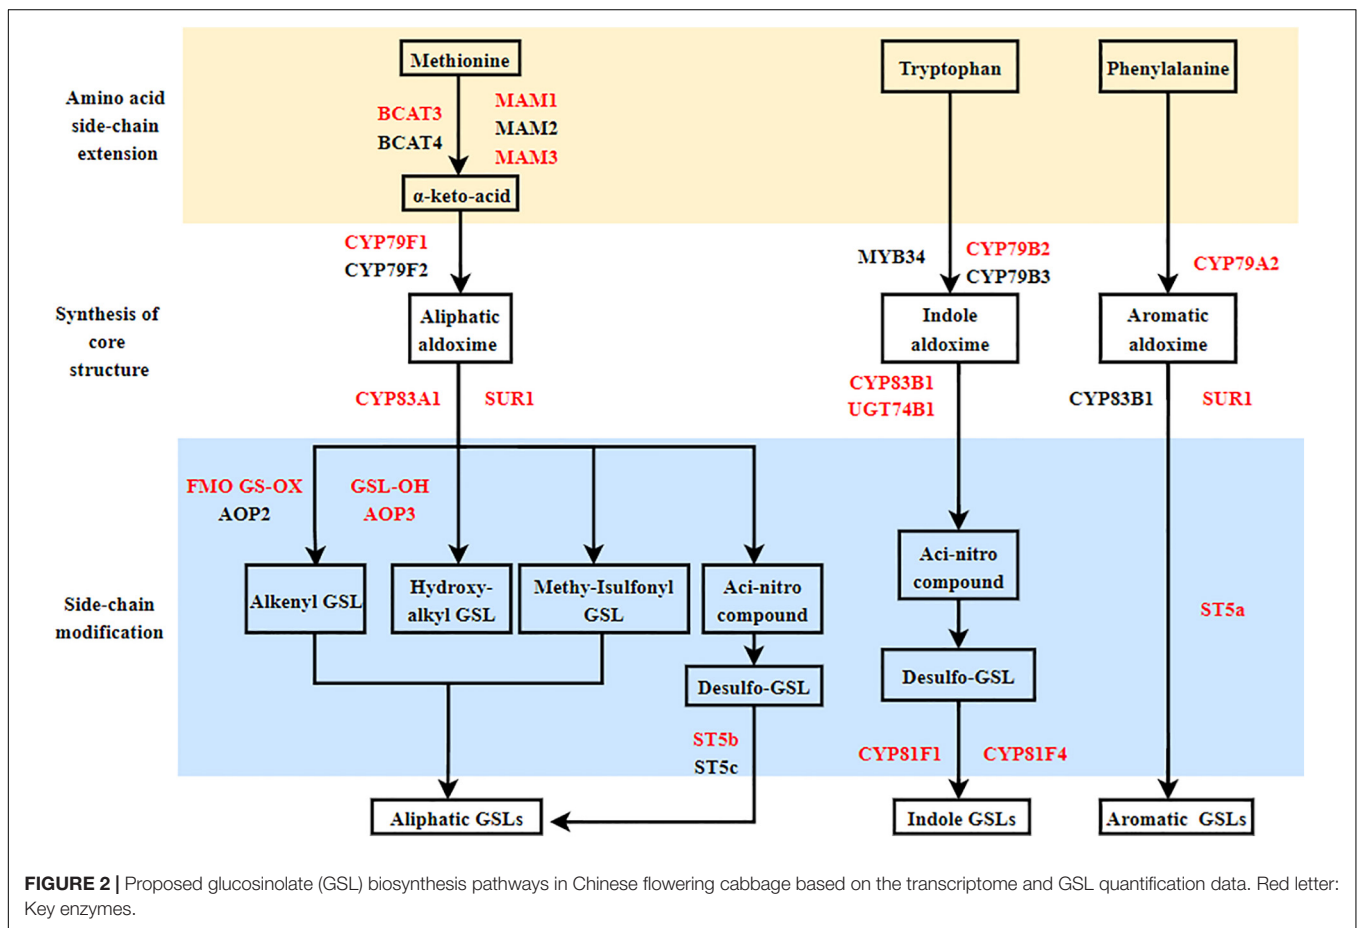 Methionine
Tryptophan
Phenylalanine
Amino acid
side-chain
extension
BCAT3
BCAT4
MAM1
MAM2
MAM3
α-keto-acid
CYP79F1
CYP79F2
MYB34
CYP79B2
CYP79B3
CYP79A2
Synthesis of
core
structure
Aliphatic
aldoxime
Indole
aldoxime
Aromatic
aldoxime
CYP83A1
SUR1
CYP83B1
UGT74B1
CYP83B1
SUR1
FMO GS-OX
AOP2
GSL-OH
AOP3
Side-chain
modification
Alkenyl GSL
Hydroxy-
alkyl GSL
Methy-Isulfonyl
GSL
Aci-nitro
compound
Aci-nitro
compound
ST5a
Desulfo-GSL
Desulfo-GSL
ST5b
ST5c
CYP81F1
CYP81F4
Aliphatic GSLs
Indole GSLs
Aromatic GSLs
FIGURE 2 | Proposed glucosinolate (GSL) biosynthesis pathways in Chinese flowering cabbage based on the transcriptome and GSL quantification data. Red letter:
Key enzymes.